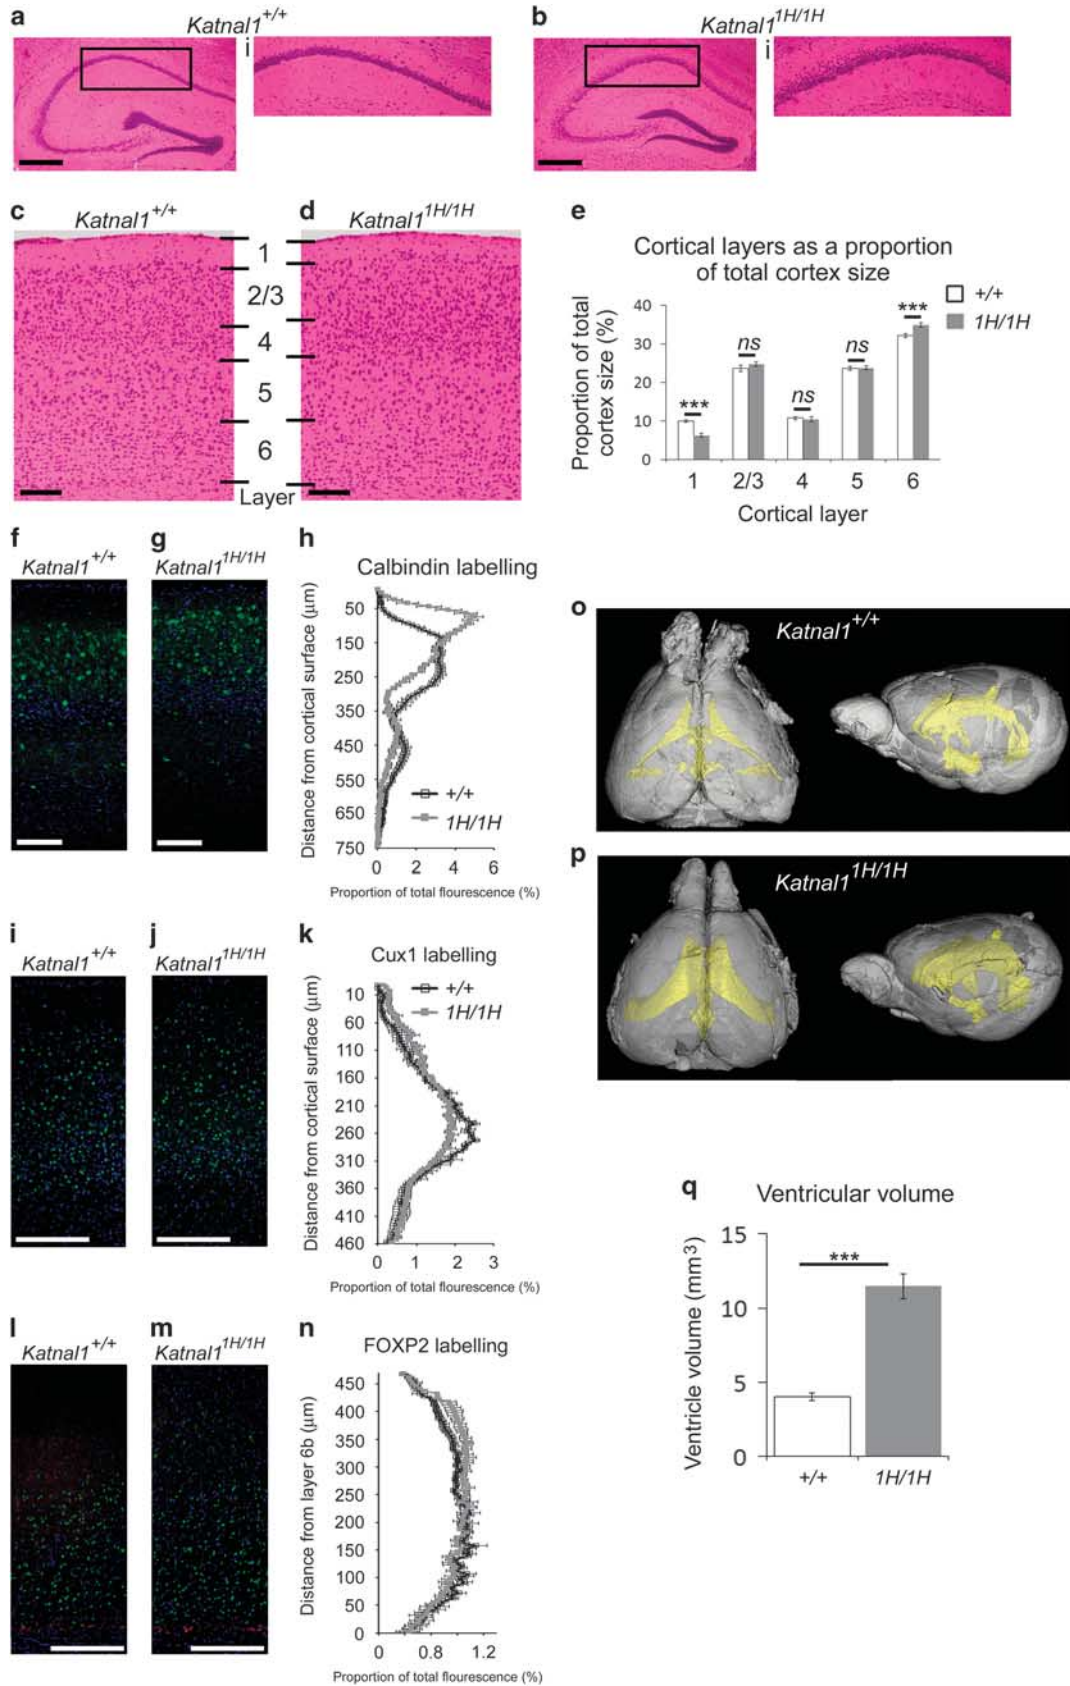 a
Katnal1+/+
i
b
Katnal1 1H/1H
i
c
Katnal1+/+
d
Katnal1 1H/1H
1
2/3
4
5
6
Layer
e
Cortical layers as a proportion
of total cortex size
Proportion of total
cortex size (%)
40
30
20
10
0
***
ns
ns
ns
***
+/+
1H/1H
1 2/3 4 5 6
Cortical layer
f
Katnal1+/+
g
Katnal1 1H/1H
h
Calbindin labelling
Distance from cortical surface (μm)
50
150
250
350
450
550
650
750
+/+
1H/1H
0 2 4 6
Proportion of total flourescence (%)
i
Katnal1+/+
j
Katnal1 1H/1H
k
Cux1 labelling
Distance from cortical surface (μm)
10
60
110
160
210
260
310
360
410
460
+/+
1H/1H
0 1 2 3
Proportion of total flourescence (%)
l
Katnal1+/+
m
Katnal1 1H/1H
n
FOXP2 labelling
Distance from layer 6b (μm)
450
400
350
300
250
200
150
100
50
0
0 0.8 1.2
Proportion of total flourescence (%)
o
Katnal1+/+
p
Katnal1 1H/1H
q
Ventricular volume
Ventricle volume (mm3)
15
10
5
0
***
+/+ 1H/1H